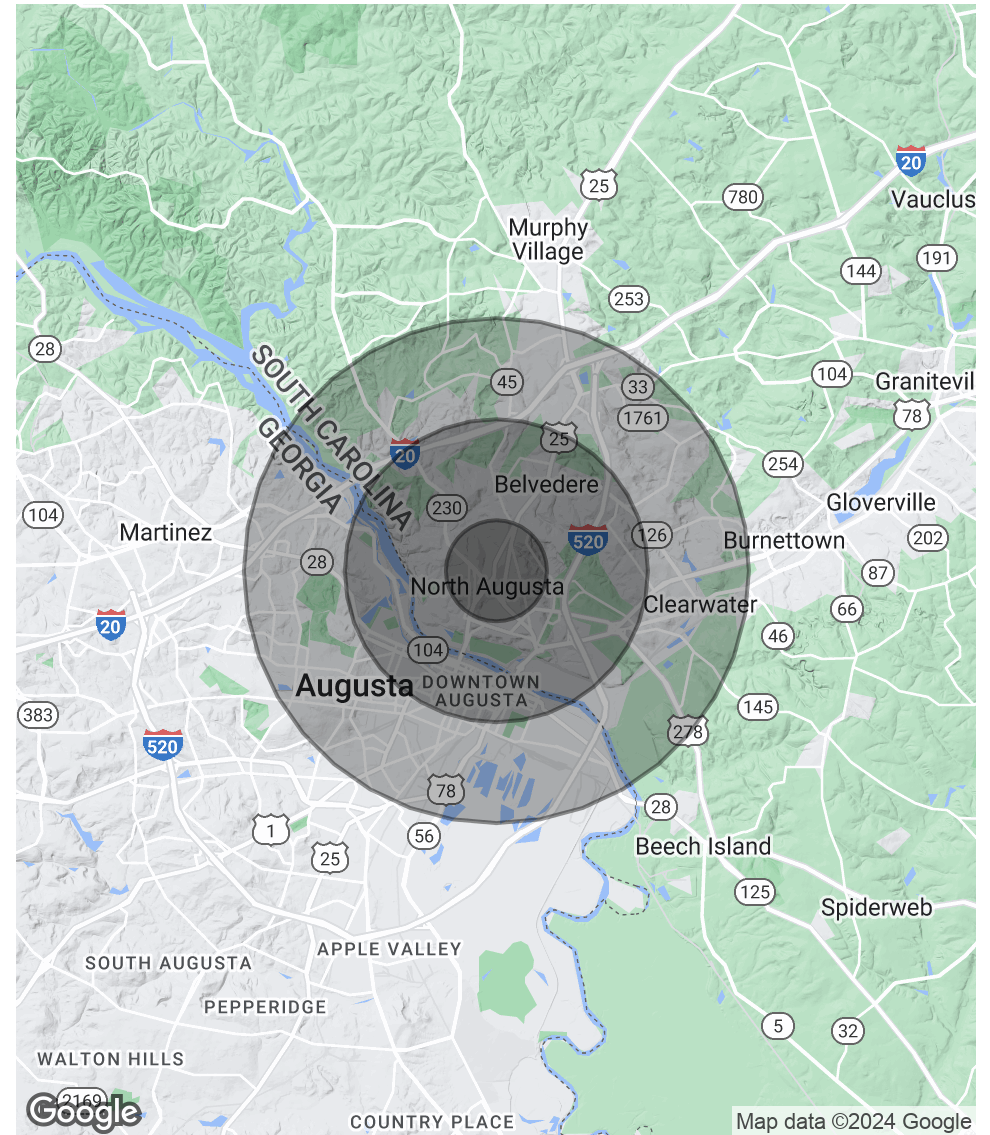 20
25
780
Vauclus
Murphy
Village
191
144
253
28
SOUTH CAROLINA
GEORGIA
45
33
104
Granitevil
1761
78
25
20
254
Belvedere
230
Gloverville
104
Martinez
520
126
Burnettown
202
28
87
North Augusta
Clearwater
66
20
46
104
Augusta
DOWNTOWN
AUGUSTA
383
145
278
520
78
28
1
56
25
Beech Island
125
Spiderweb
APPLE VALLEY
SOUTH AUGUSTA
PEPPERIDGE
5
32
WALTON HILLS
2169
Google
COUNTRY PLACE
Map data ©2024 Google